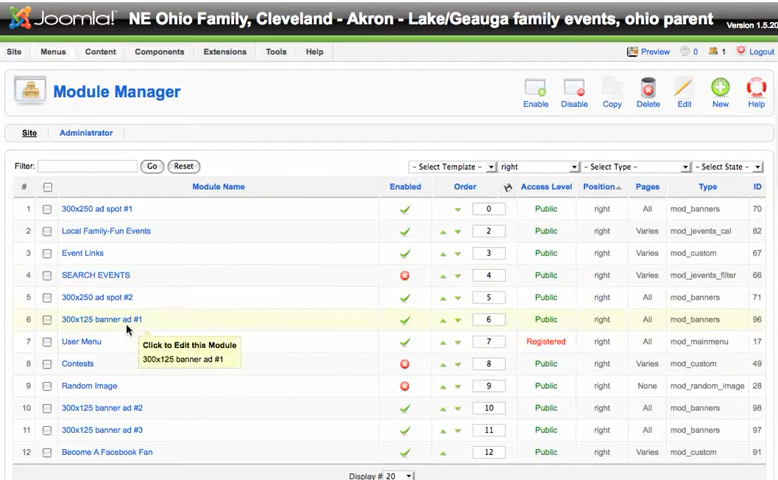 Joomla! NE Ohio Family, Cleveland - Akron - Lake/Geauga family events, ohio parent
Version 1.5.20
Site Menus Content Components Extensions Tools Help Preview 0 1 Logout
Module Manager
Enable Disable Copy Delete Edit New Help
Site Administrator
Filter: Go Reset - Select Template - right - Select Type - - Select State -
# Module Name Enabled Order Access Level Position Pages Type ID
1 300x250 ad spot #1 0 Public right All mod_banners 70
2 Local Family-Fun Events 2 Public right Varies mod_jevents_cal 82
3 Event Links 3 Public right Varies mod_custom 67
4 SEARCH EVENTS 4 Public right Varies mod_jevents_filter 66
5 300x250 ad spot #2 5 Public right All mod_banners 71
6 300x125 banner ad #1 6 Public right All mod_banners 96
7 User Menu 7 Registered right All mod_mainmenu 17
Click to Edit this Module
300x125 banner ad #1
8 Contests 8 Public right Varies mod_custom 49
9 Random Image 9 Public right None mod_random_image 28
10 300x125 banner ad #2 10 Public right All mod_banners 98
11 300x125 banner ad #3 11 Public right All mod_banners 97
12 Become A Facebook Fan 12 Public right Varies mod_custom 91
Display # 20